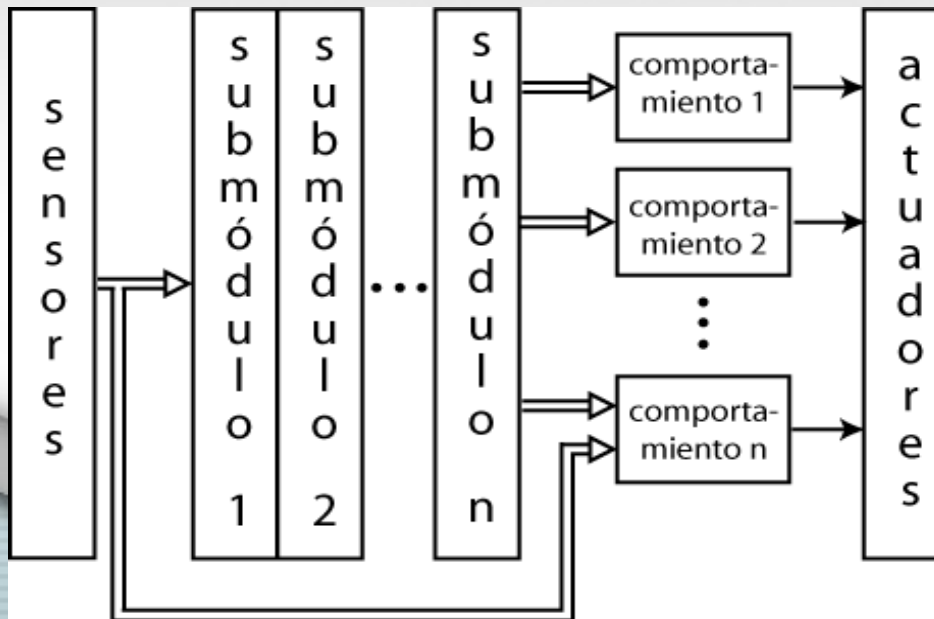 sensores
submódulo 1
submódulo 2
...
submódulo n
comporta-
miento 1
comporta-
miento 2
comporta-
miento n
actuadores